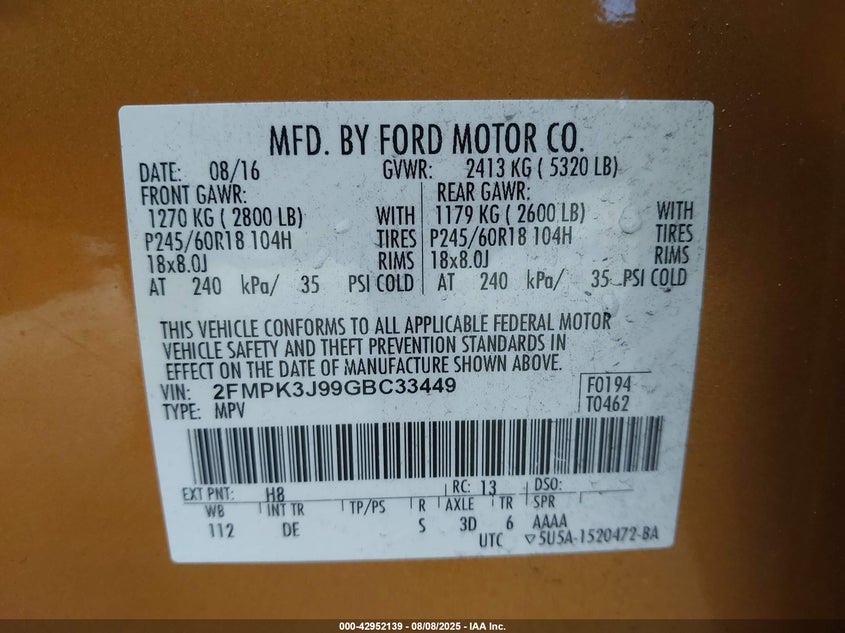 MFD. BY FORD MOTOR CO.
DATE: 08/16 GVWR: 2413 KG ( 5320 LB)
FRONT GAWR: REAR GAWR:
1270 KG ( 2800 LB) WITH 1179 KG ( 2600 LB) WITH
P245/60R18 104H TIRES P245/60R18 104H TIRES
18x8.0J RIMS 18x8.0J RIMS
AT 240 kPa/ 35 PSI COLD AT 240 kPa/ 35 PSI COLD
THIS VEHICLE CONFORMS TO ALL APPLICABLE FEDERAL MOTOR
VEHICLE SAFETY AND THEFT PREVENTION STANDARDS IN
EFFECT ON THE DATE OF MANUFACTURE SHOWN ABOVE.
VIN: 2FMPK3J99GBC33449 F0194
TYPE: MPV T0462
EXT PNT: H8 RC: 13 DSO:
WB INT TR TP/PS R AXLE TR SPR
112 DE S 3D 6 AAAA
UTC ▽5U5A-1520472-BA
000-42952139 - 08/08/2025 - IAA Inc.